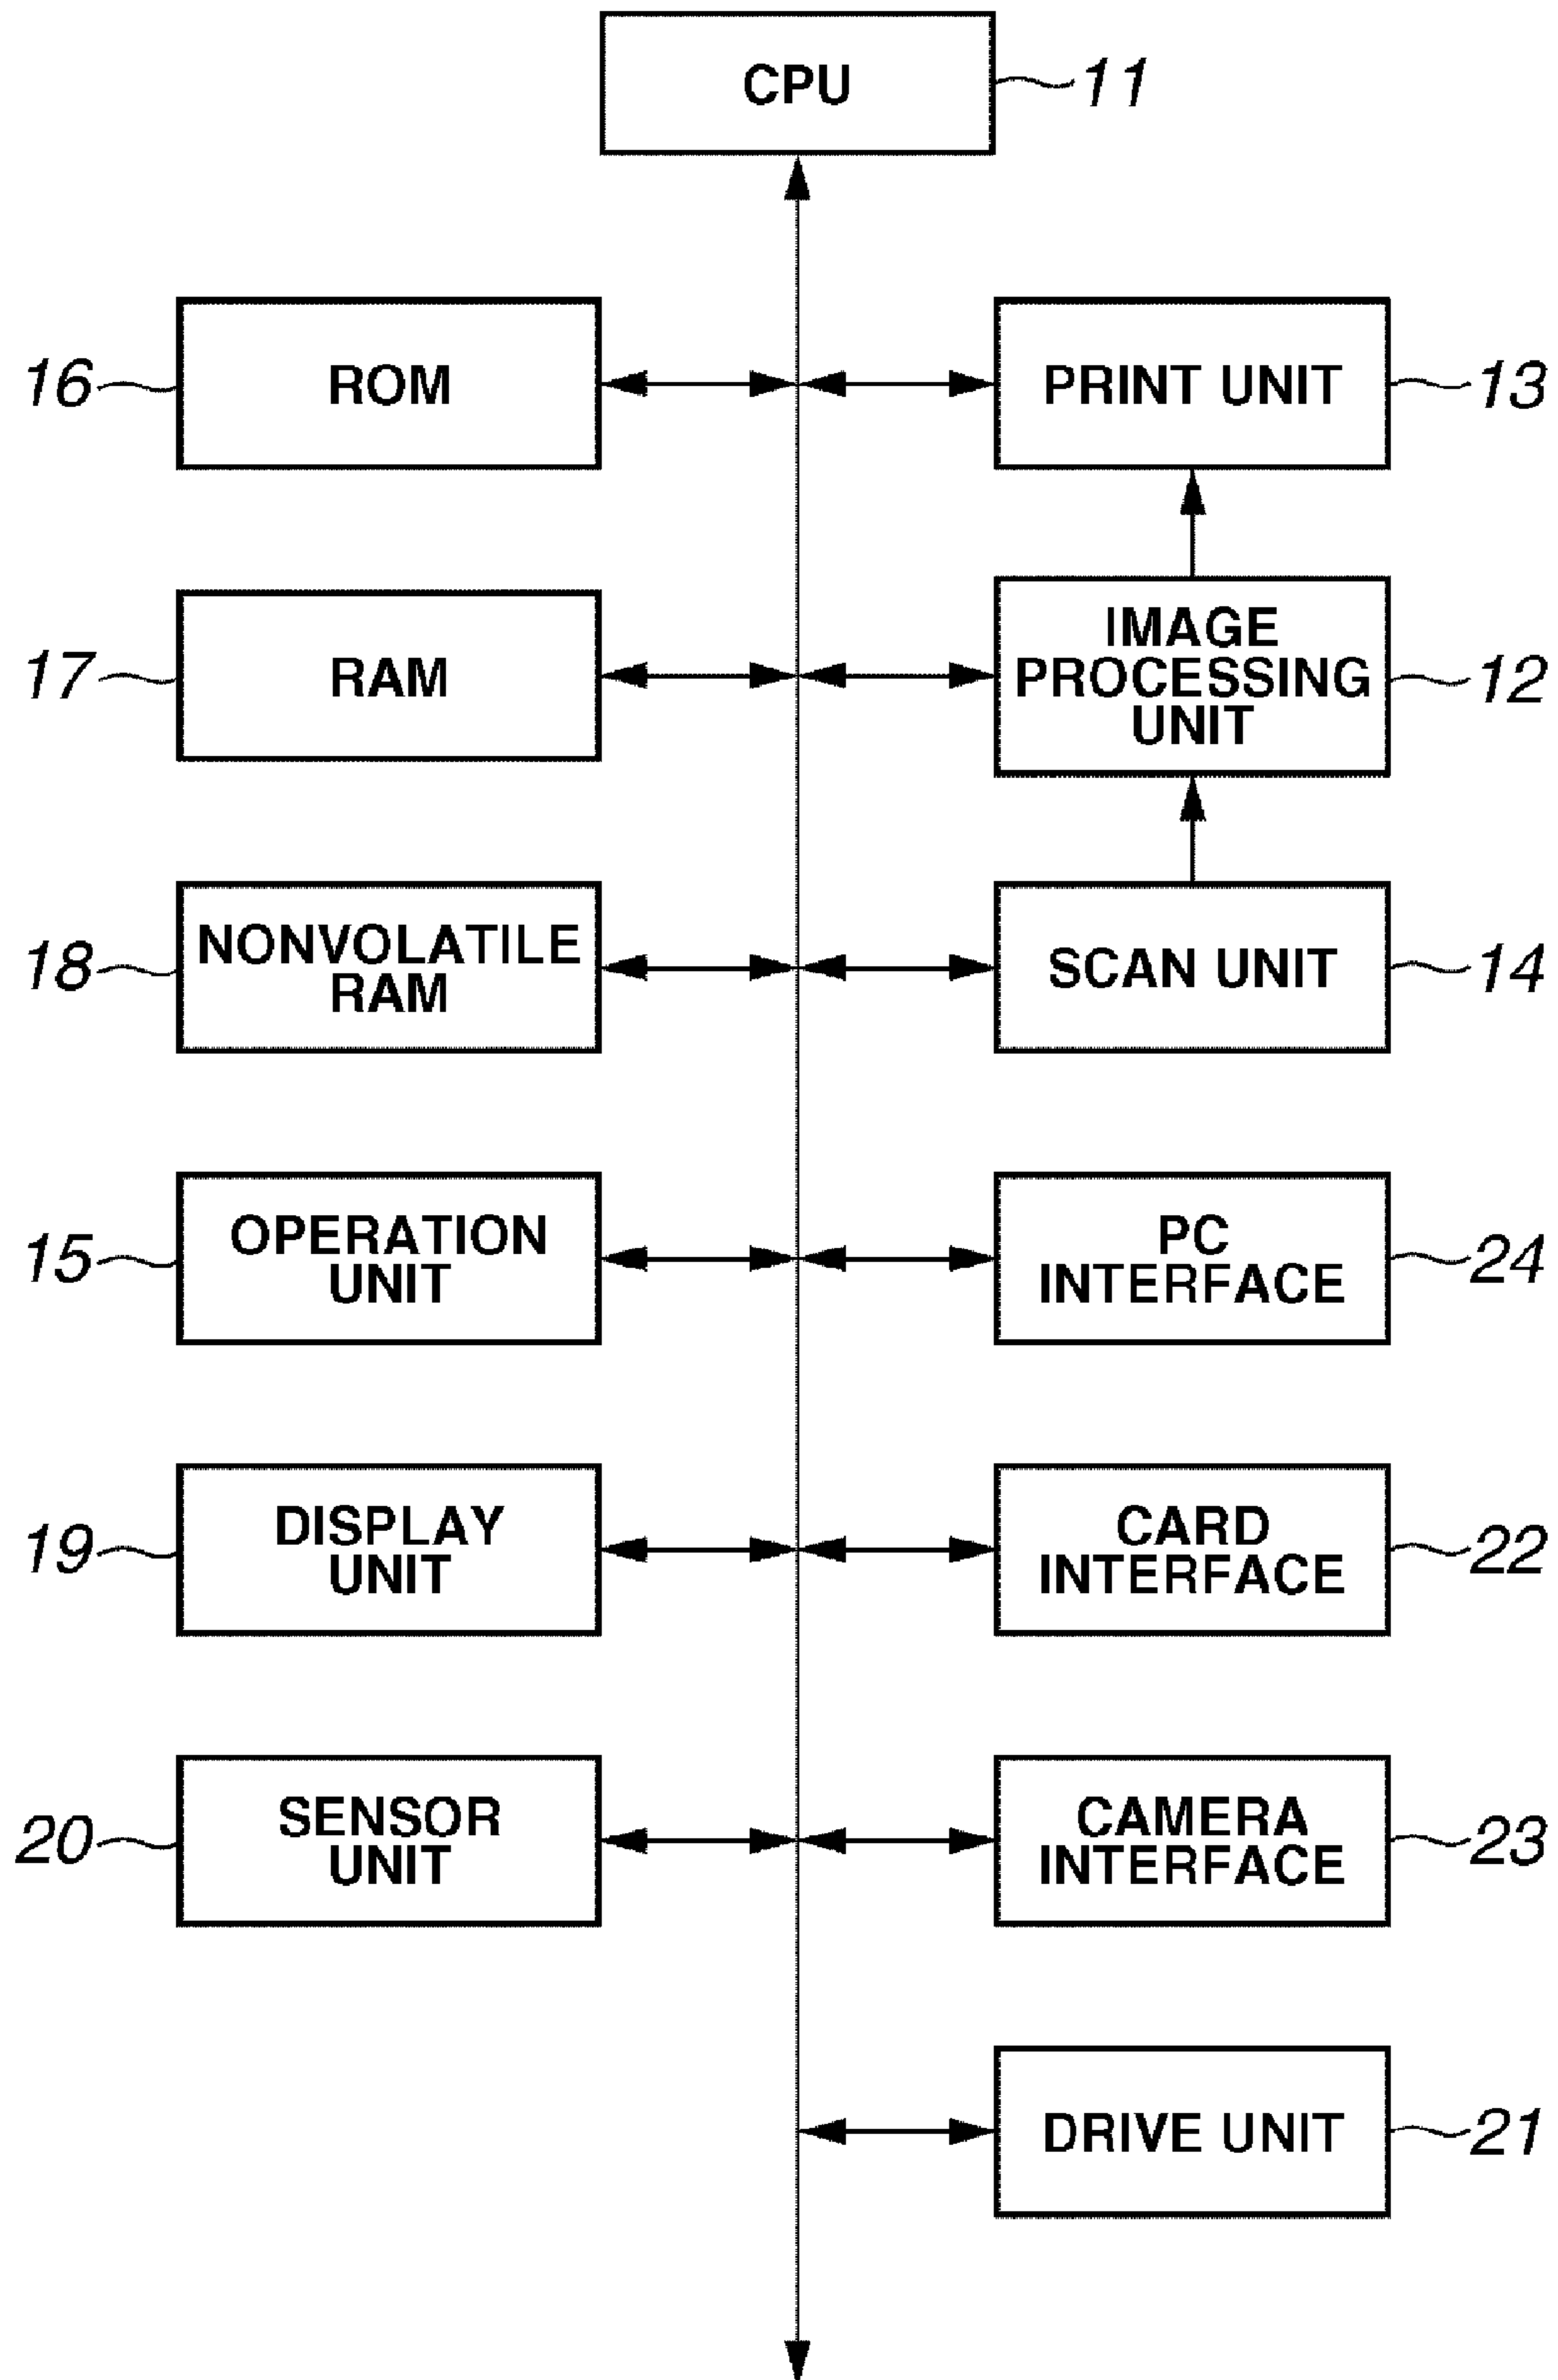 CPU
11
16
ROM
PRINT UNIT
13
17
RAM
IMAGE
PROCESSING
UNIT
12
18
NONVOLATILE
RAM
SCAN UNIT
14
15
OPERATION
UNIT
PC
INTERFACE
24
19
DISPLAY
UNIT
CARD
INTERFACE
22
20
SENSOR
UNIT
CAMERA
INTERFACE
23
DRIVE UNIT
21